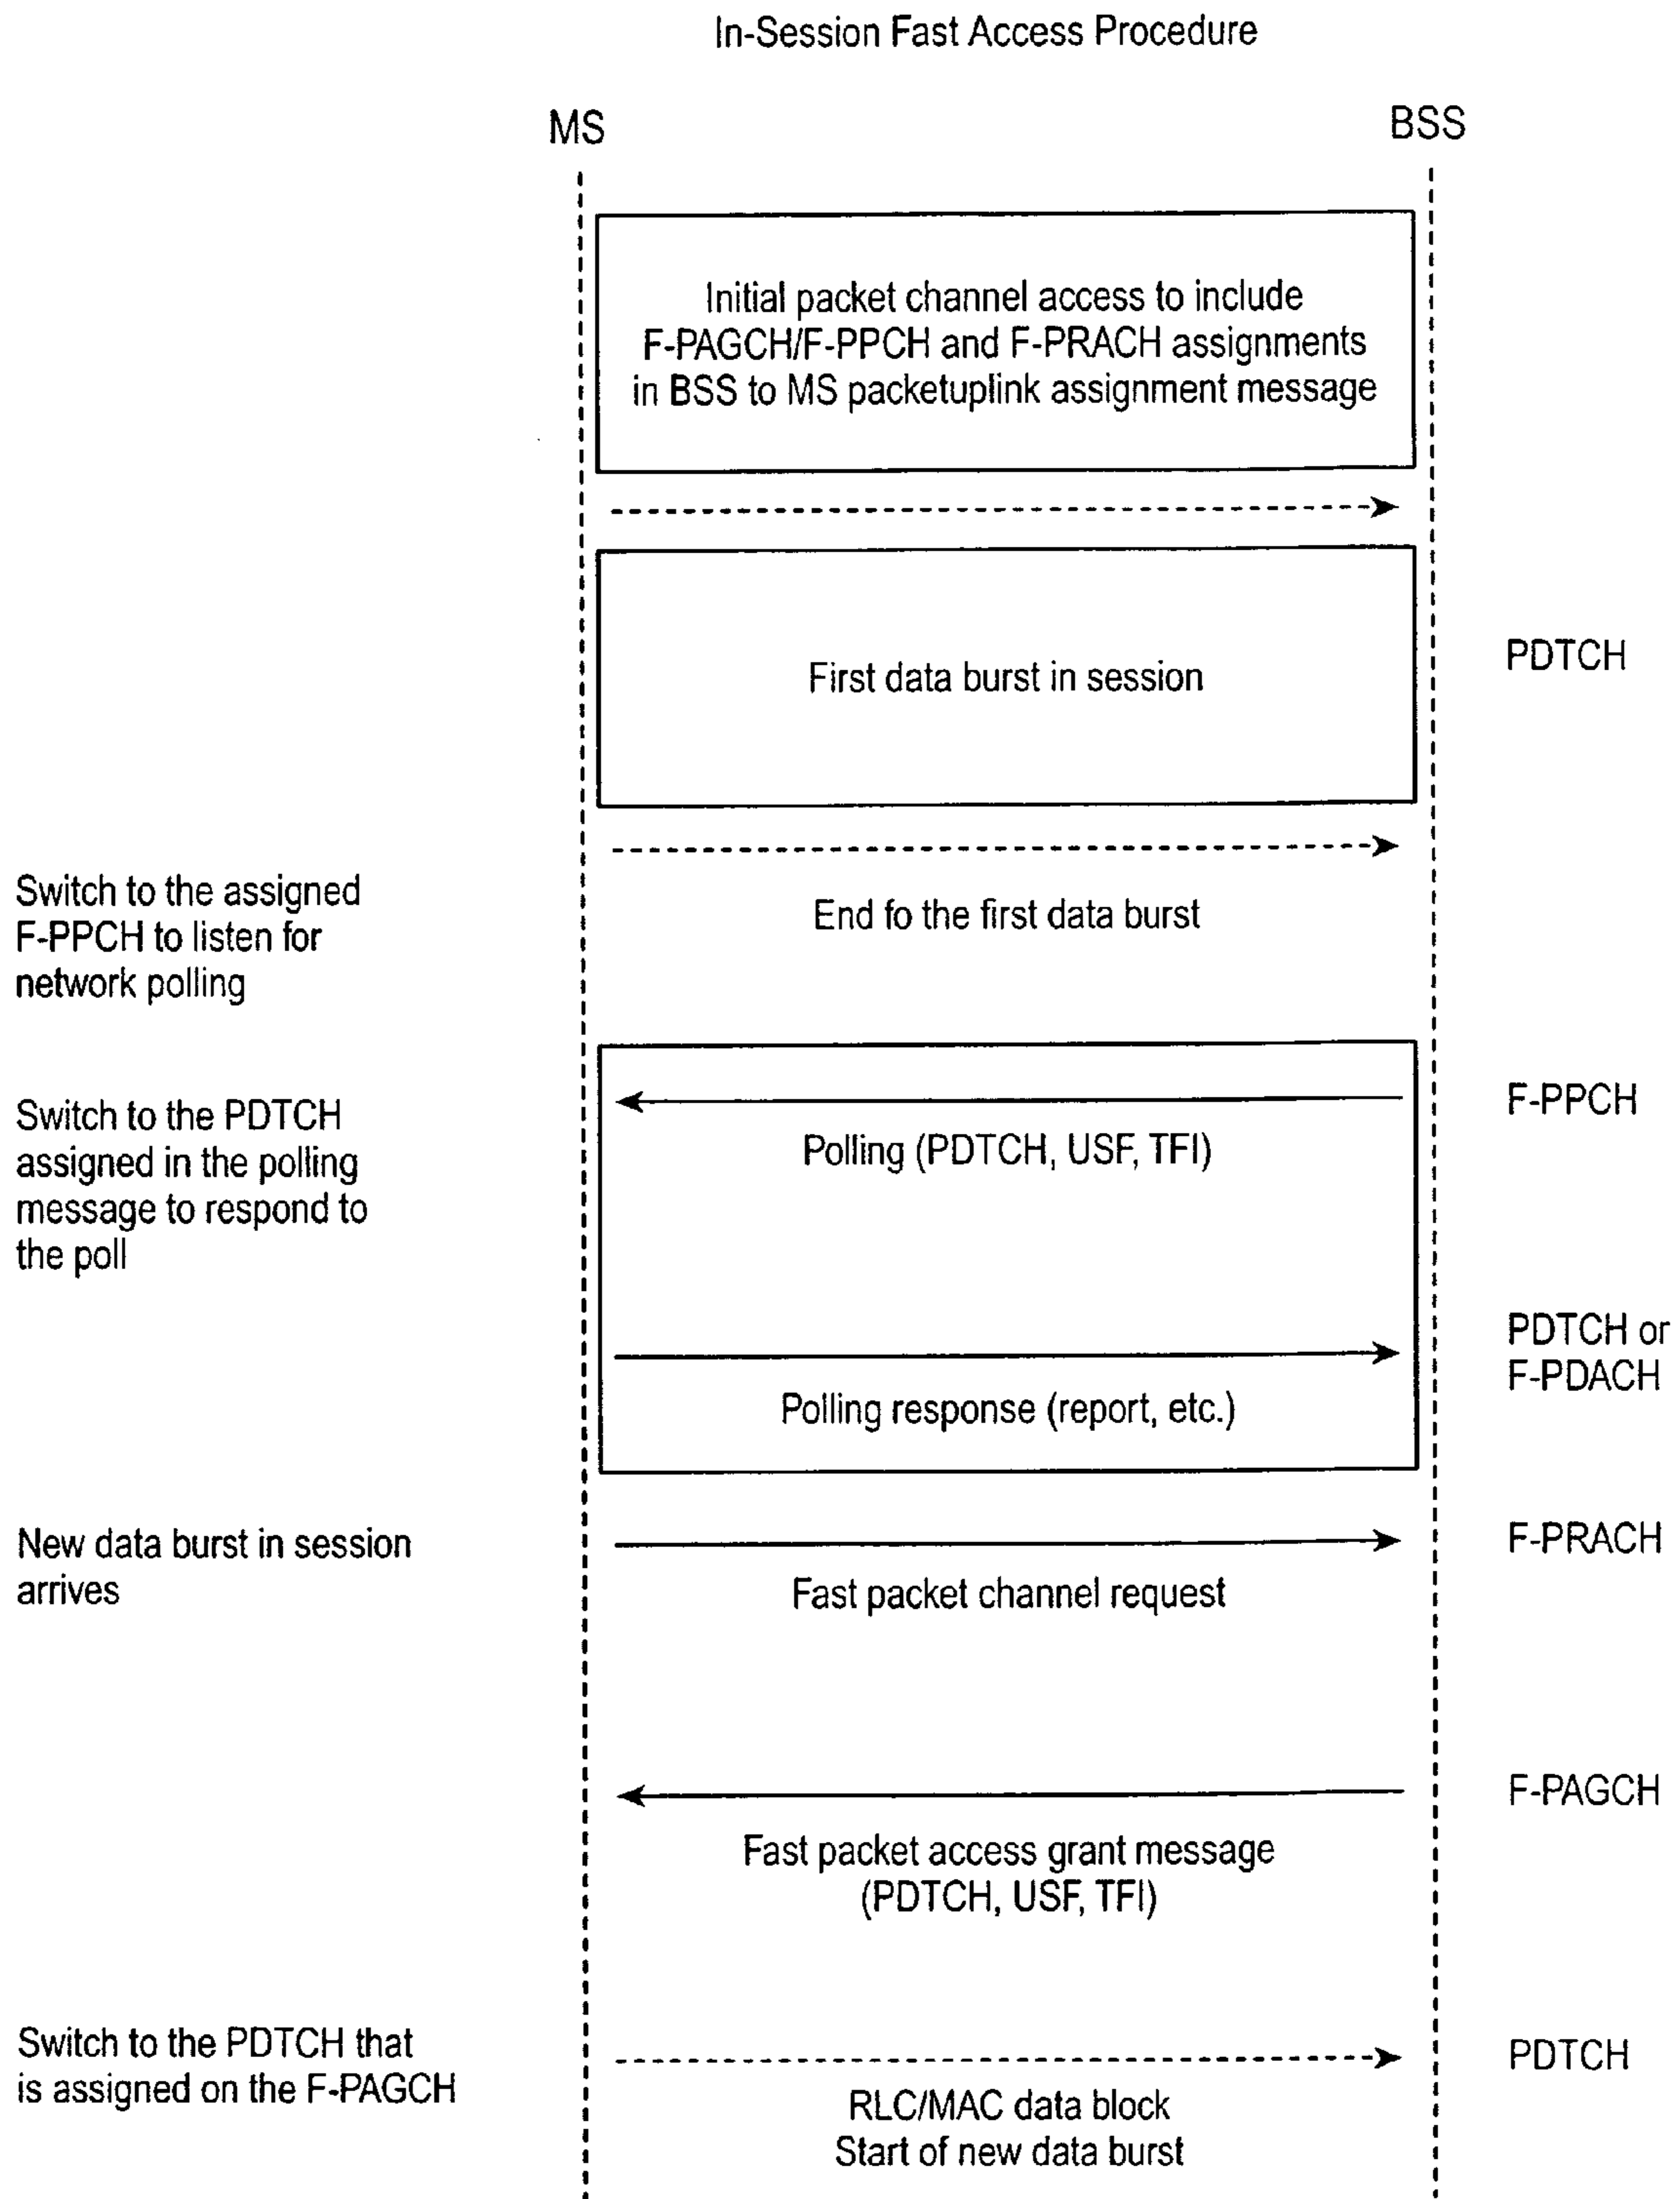 In-Session Fast Access Procedure
MS
BSS
Initial packet channel access to include
F-PAGCH/F-PPCH and F-PRACH assignments
in BSS to MS packetuplink assignment message
First data burst in session
PDTCH
Switch to the assigned
F-PPCH to listen for
network polling
End fo the first data burst
Switch to the PDTCH
assigned in the polling
message to respond to
the poll
F-PPCH
Polling (PDTCH, USF, TFI)
PDTCH or
F-PDACH
Polling response (report, etc.)
New data burst in session
arrives
F-PRACH
Fast packet channel request
F-PAGCH
Fast packet access grant message
(PDTCH, USF, TFI)
Switch to the PDTCH that
is assigned on the F-PAGCH
PDTCH
RLC/MAC data block
Start of new data burst